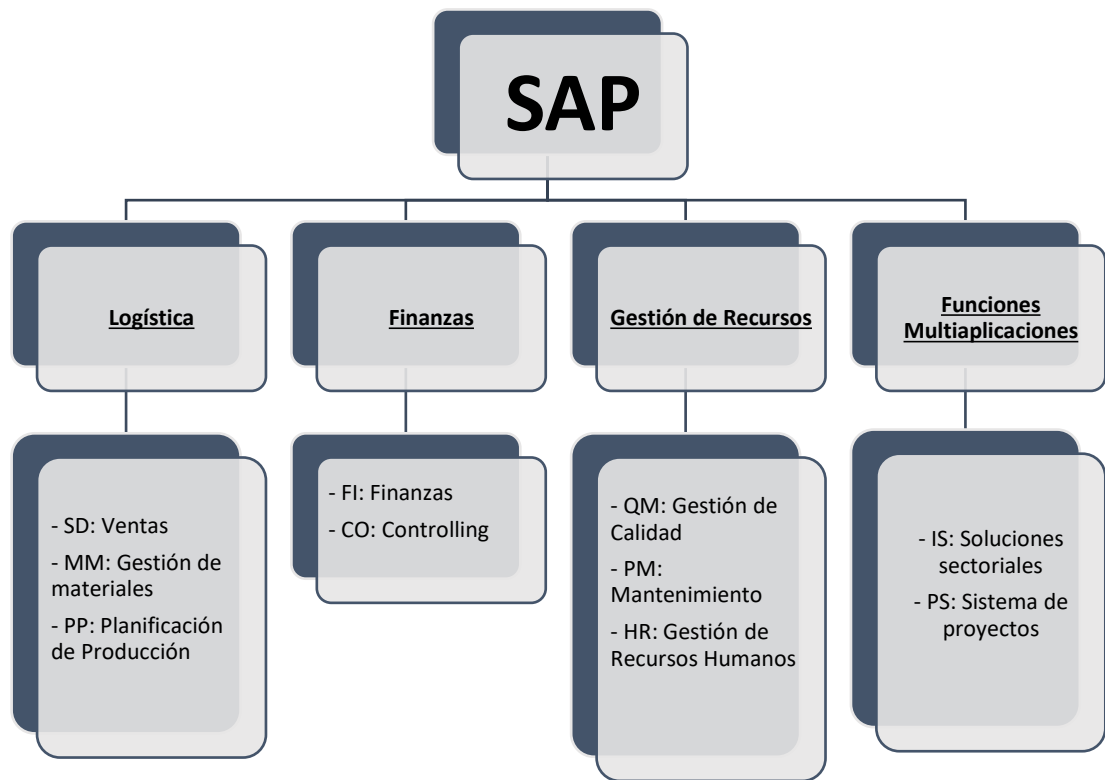 SAP
Logística
Finanzas
Gestión de Recursos
Funciones
Multiaplicaciones
- SD: Ventas
- MM: Gestión de
materiales
- PP: Planificación
de Producción
- FI: Finanzas
- CO: Controlling
- QM: Gestión de
Calidad
- PM:
Mantenimiento
- HR: Gestión de
Recursos Humanos
- IS: Soluciones
sectoriales
- PS: Sistema de
proyectos